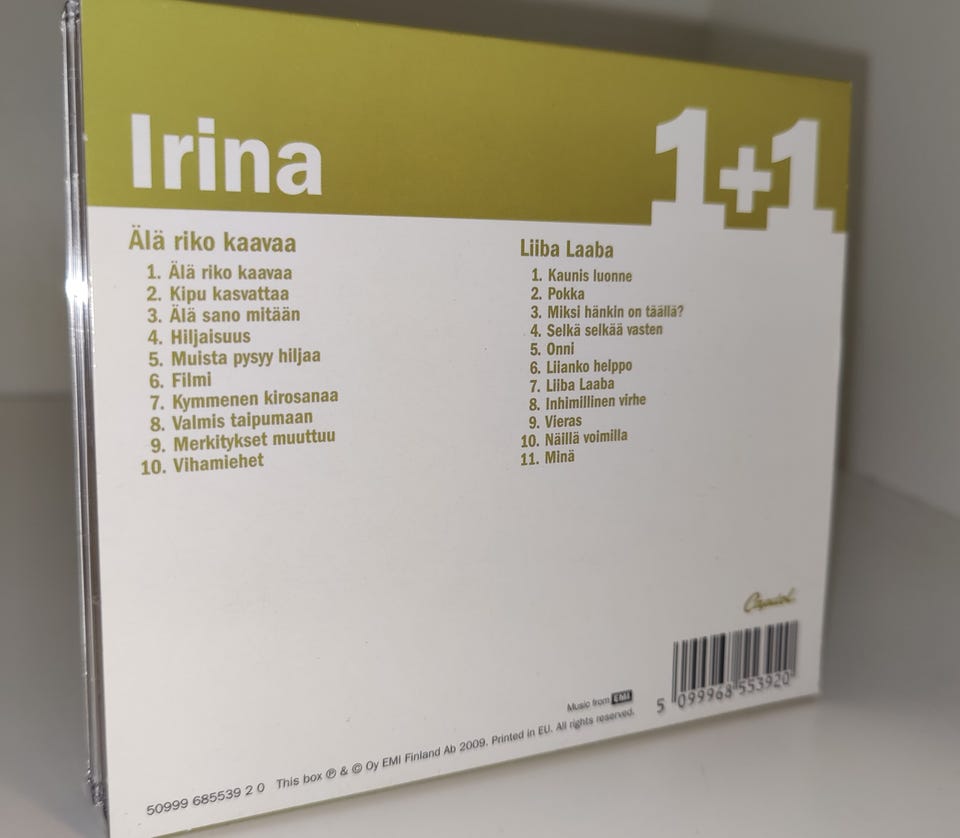 Irina
1+1
Älä riko kaavaa
1. Älä riko kaavaa
2. Kipu kasvattaa
3. Älä sano mitään
4. Hiljaisuus
5. Muista pysyy hiljaa
6. Filmi
7. Kymmenen kirosanaa
8. Valmis taipumaan
9. Merkitykset muuttuu
10. Vihamiehet
Liiba Laaba
1. Kaunis luonne
2. Pokka
3. Miksi hänkin on täällä?
4. Selkä selkää vasten
5. Onni
6. Liianko helppo
7. Liiba Laaba
8. Inhimillinen virhe
9. Vieras
10. Näillä voimilla
11. Minä
Capitol
Music from EMI
5 099968 553920
50999 685539 2 0 This box ℗ & © Oy EMI Finland Ab 2009. Printed in EU. All rights reserved.